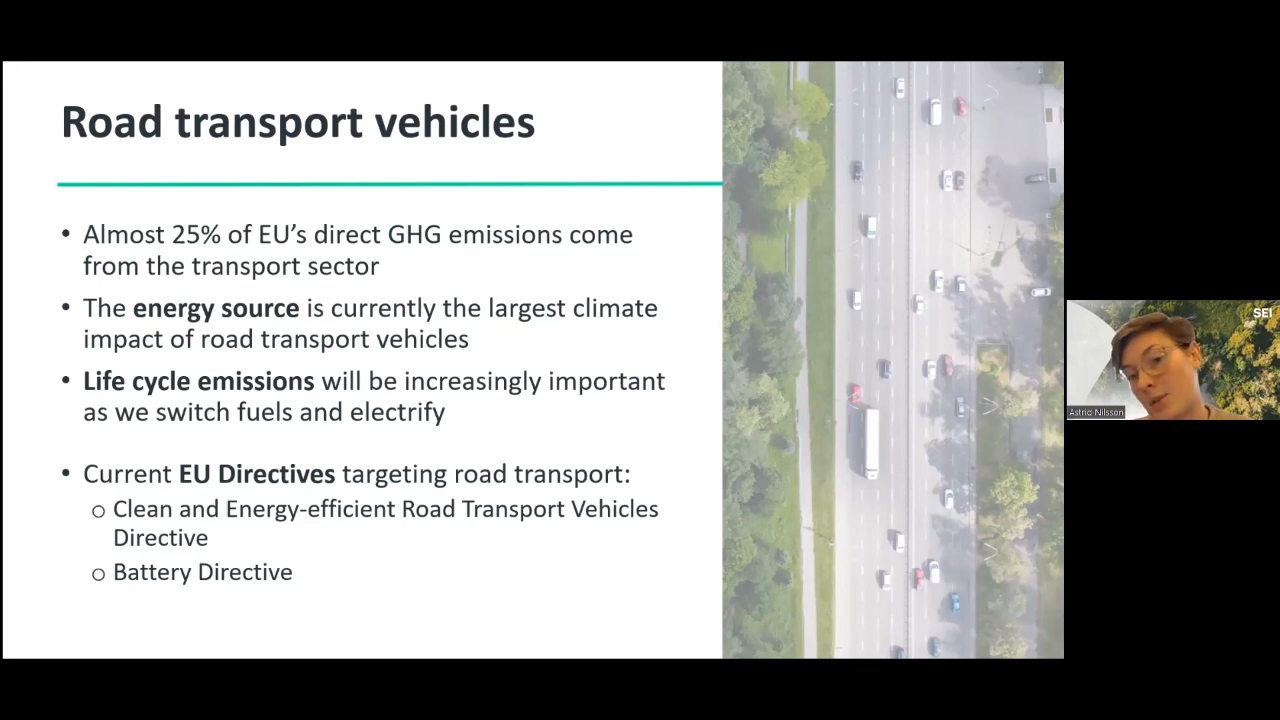 Road transport vehicles
• Almost 25% of EU’s direct GHG emissions come
from the transport sector
• The energy source is currently the largest climate
impact of road transport vehicles
• Life cycle emissions will be increasingly important
as we switch fuels and electrify
• Current EU Directives targeting road transport:
o Clean and Energy-efficient Road Transport Vehicles
Directive
o Battery Directive
SEI
Astrid Nilsson